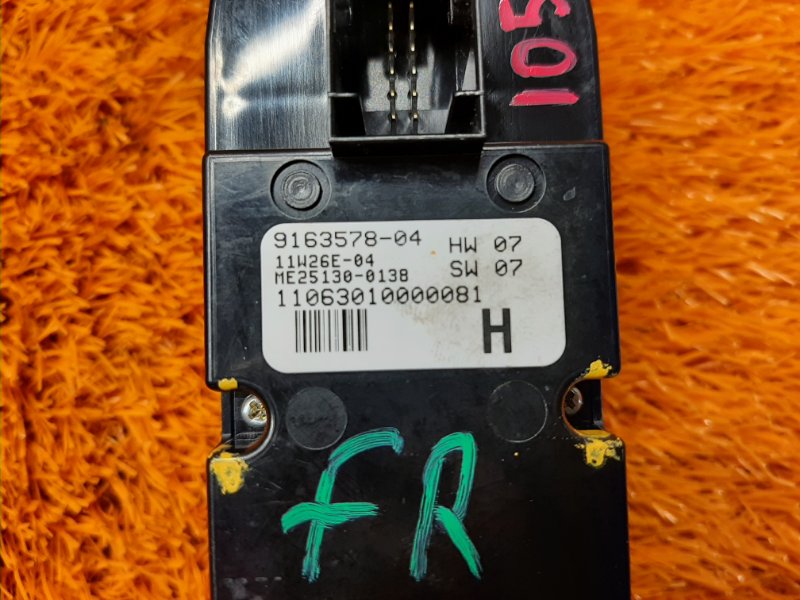 105
9163578-04 HW 07
11W26E-04
ME25130-0138 SW 07
11063010000081
H
FR